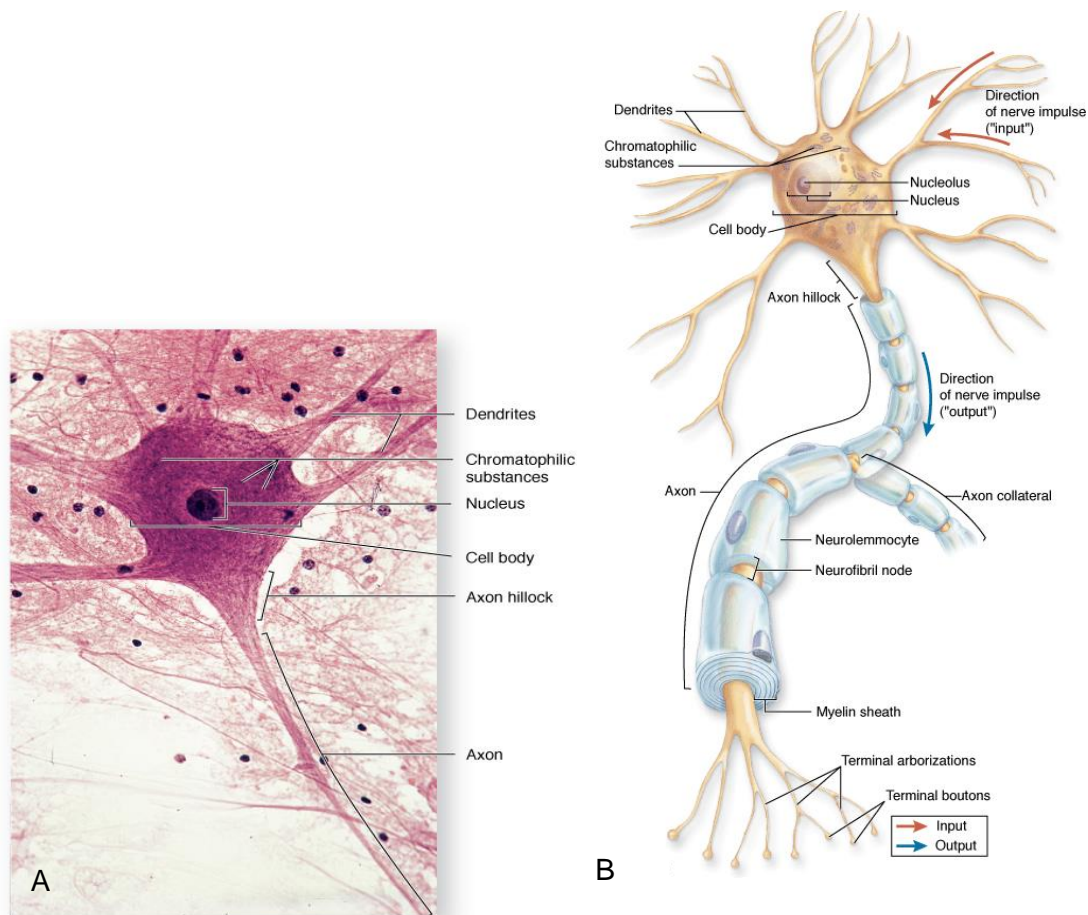 Dendrites
Chromatophilic
substances
Nucleus
Cell body
Axon hillock
Axon
A
Dendrites
Chromatophilic
substances
Direction
of nerve impulse
("input")
Nucleolus
Nucleus
Cell body
Axon hillock
Direction
of nerve impulse
("output")
Axon
Axon collateral
Neurolemmocyte
Neurofibril node
Myelin sheath
Terminal arborizations
Terminal boutons
Input
Output
B